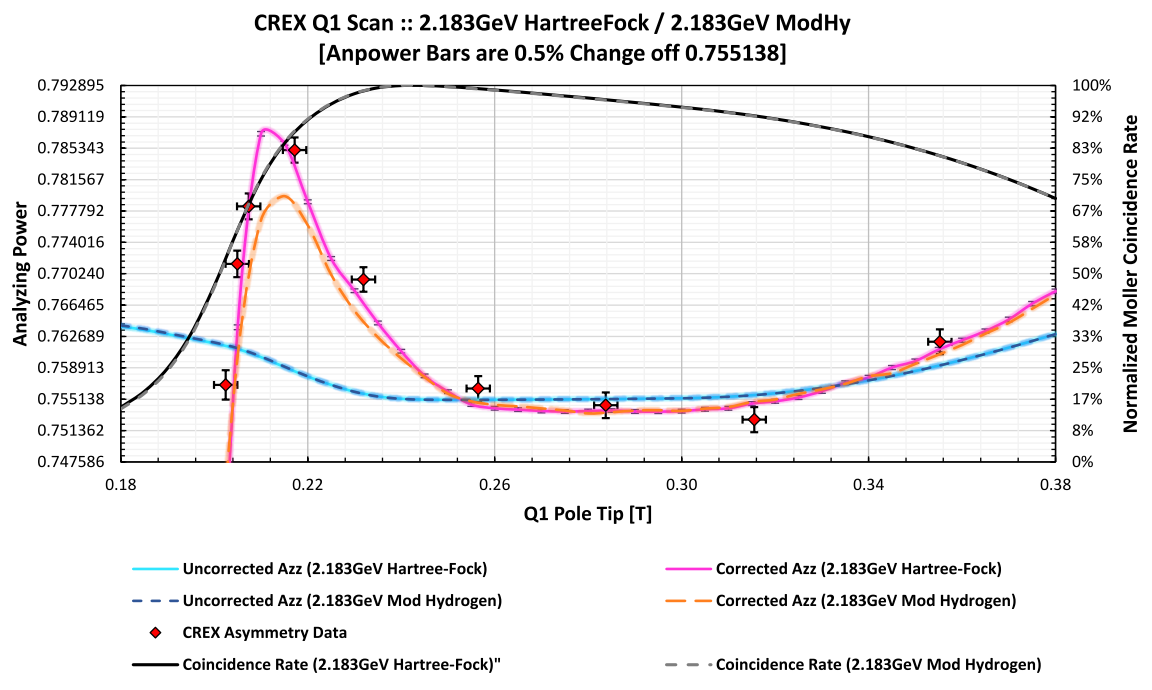 CREX Q1 Scan :: 2.183GeV HartreeFock / 2.183GeV ModHy
[Anpower Bars are 0.5% Change off 0.755138]
Analyzing Power
0.792895
0.789119
0.785343
0.781567
0.777792
0.774016
0.770240
0.766465
0.762689
0.758913
0.755138
0.751362
0.747586
100%
92%
83%
75%
67%
58%
50%
42%
33%
25%
17%
8%
0%
Normalized Moller Coincidence Rate
0.18 0.22 0.26 0.30 0.34 0.38
Q1 Pole Tip [T]
Uncorrected Azz (2.183GeV Hartree-Fock) Corrected Azz (2.183GeV Hartree-Fock)
Uncorrected Azz (2.183GeV Mod Hydrogen) Corrected Azz (2.183GeV Mod Hydrogen)
CREX Asymmetry Data
Coincidence Rate (2.183GeV Hartree-Fock)" Coincidence Rate (2.183GeV Mod Hydrogen)